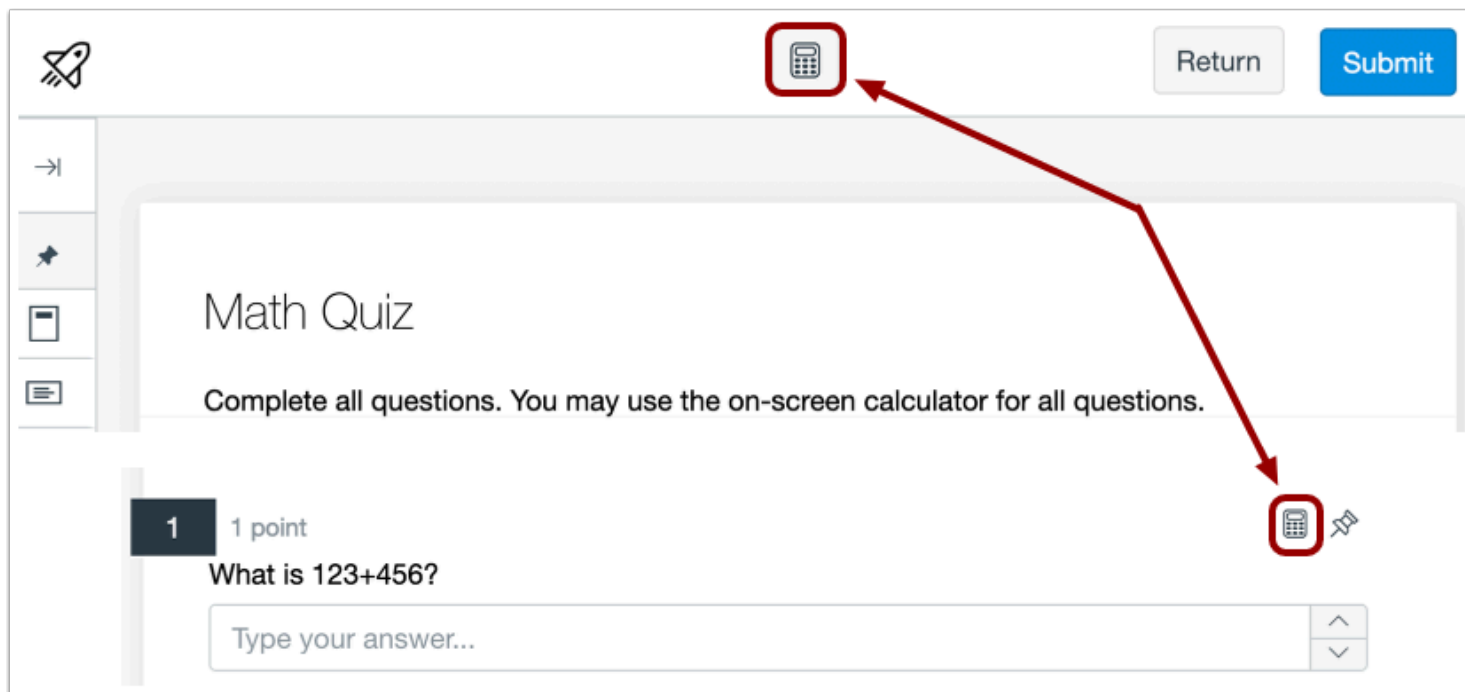 Return
Submit
Math Quiz
Complete all questions. You may use the on-screen calculator for all questions.
1
1 point
What is 123+456?
Type your answer...